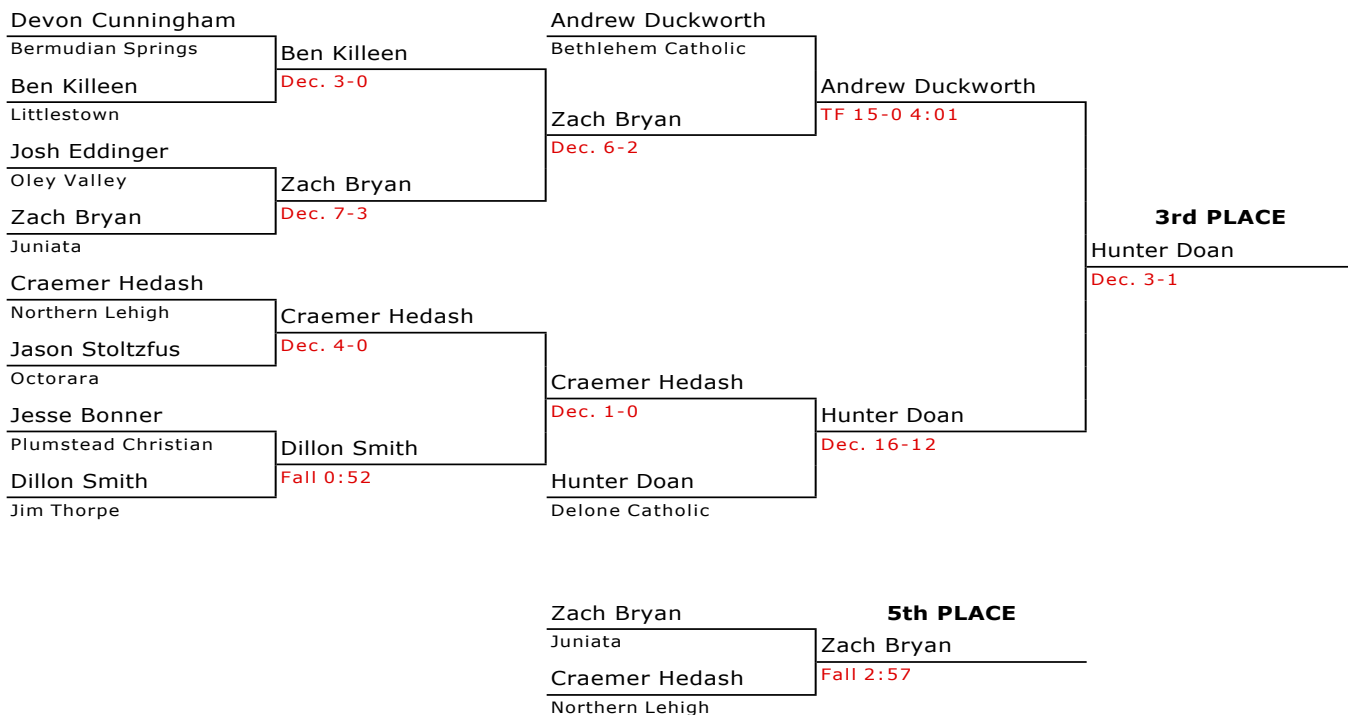 Devon Cunningham
Bermudian Springs
Ben Killeen
Littlestown
Josh Eddinger
Oley Valley
Zach Bryan
Juniata
Craemer Hedash
Northern Lehigh
Jason Stoltzfus
Octorara
Jesse Bonner
Plumstead Christian
Dillon Smith
Jim Thorpe
Ben Killeen
Dec. 3-0
Zach Bryan
Dec. 7-3
Craemer Hedash
Dec. 4-0
Dillon Smith
Fall 0:52
Andrew Duckworth
Bethlehem Catholic
Zach Bryan
Dec. 6-2
Craemer Hedash
Dec. 1-0
Hunter Doan
Delone Catholic
Andrew Duckworth
TF 15-0 4:01
Hunter Doan
Dec. 16-12
3rd PLACE
Hunter Doan
Dec. 3-1
Zach Bryan
Juniata
Craemer Hedash
Northern Lehigh
5th PLACE
Zach Bryan
Fall 2:57